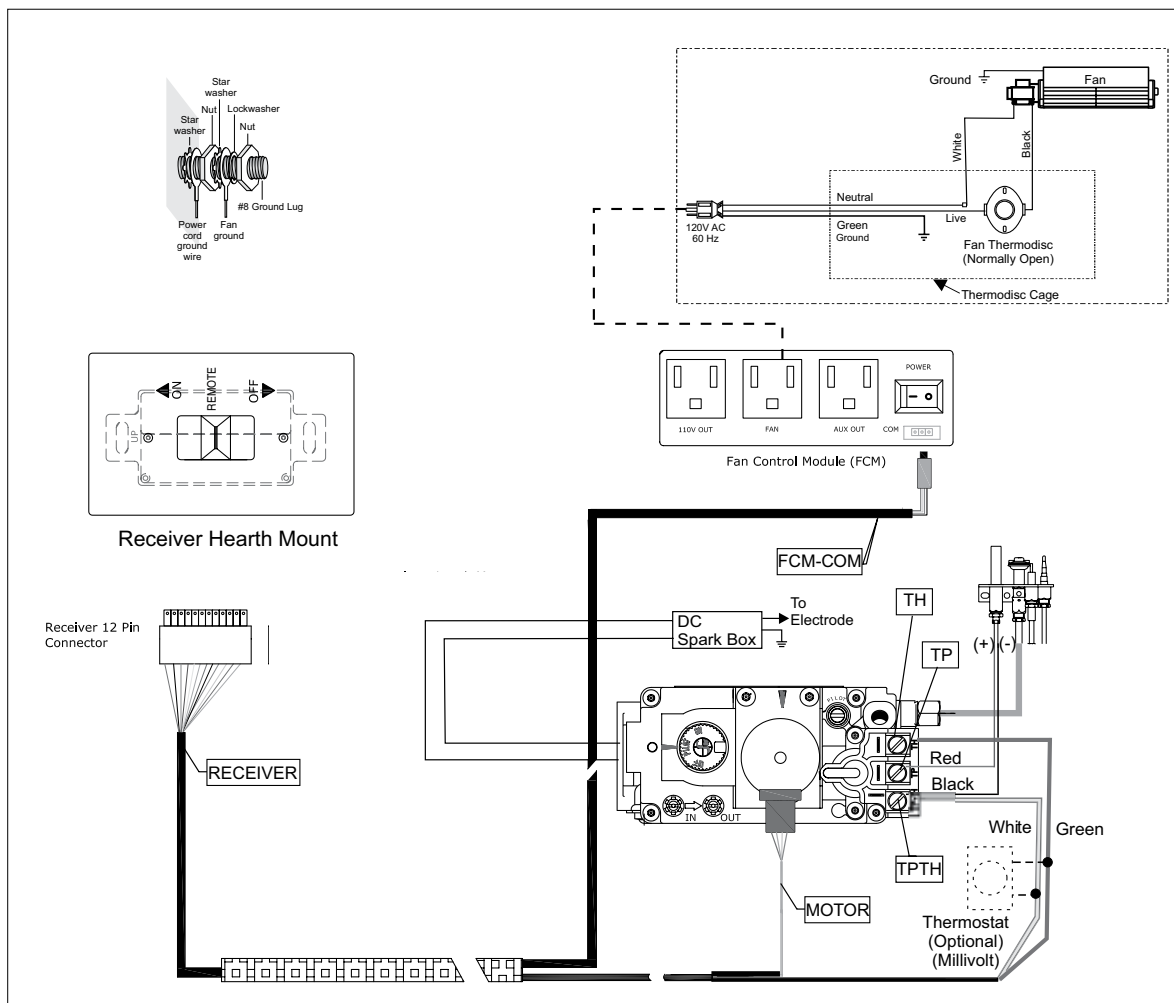 Star
washer
Nut
Lockwasher
Star
washer
Nut
#8 Ground Lug
Power
cord
ground
wire
Fan
ground
Ground
Fan
White
Black
Neutral
Live
Green
Ground
120V AC
60 Hz
Fan Thermodisc
(Normally Open)
Thermodisc Cage
ON
REMOTE
OFF
UP
Receiver Hearth Mount
110V OUT
FAN
AUX OUT
POWER
COM
Fan Control Module (FCM)
FCM-COM
Receiver 12 Pin
Connector
RECEIVER
DC
Spark Box
To
Electrode
TH
TP
(+)
(-)
PILOT
Red
Black
IN
OUT
White
Green
TPTH
MOTOR
Thermostat
(Optional)
(Millivolt)